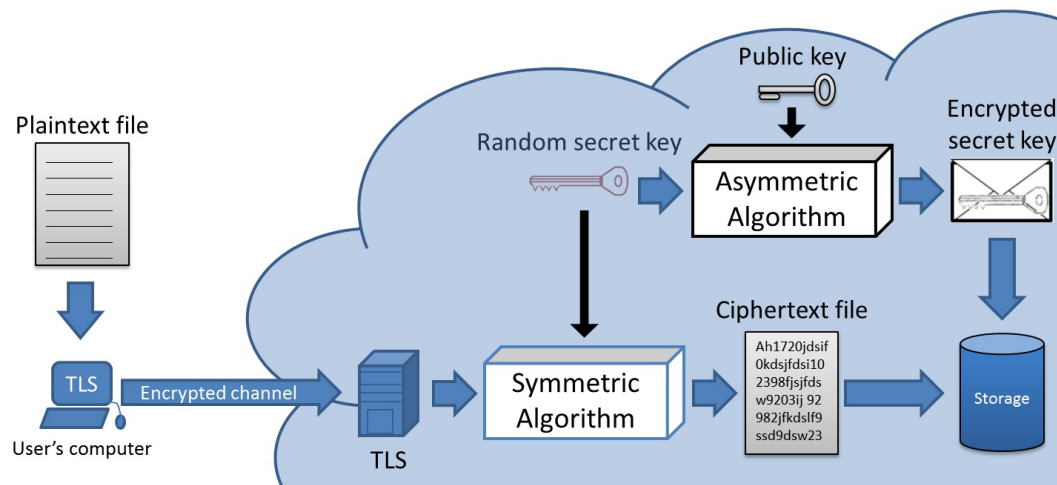 Plaintext file
TLS
User's computer
Encrypted channel
TLS
Random secret key
Public key
Asymmetric
Algorithm
Encrypted
secret key
Symmetric
Algorithm
Ciphertext file
Ah1720jdsif
0kdsjfdsi10
2398fjsjfds
w9203ij 92
982jfkdslf9
ssd9dsw23
Storage